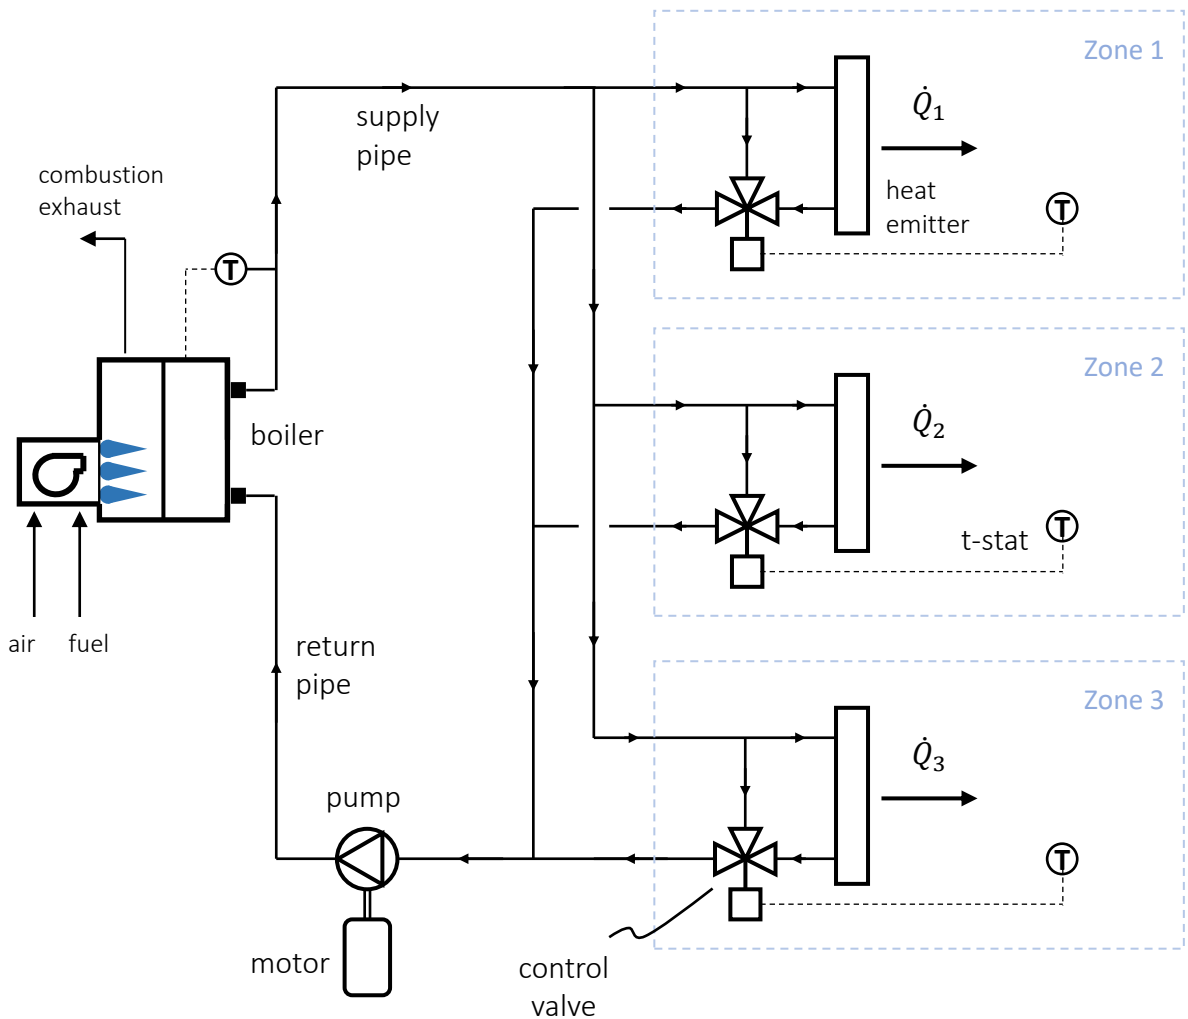 Zone 1
supply
pipe
Q̇₁
combustion
exhaust
heat
emitter
T
T
Zone 2
Q̇₂
boiler
t-stat
T
air
fuel
return
pipe
Zone 3
Q̇₃
pump
T
motor
control
valve